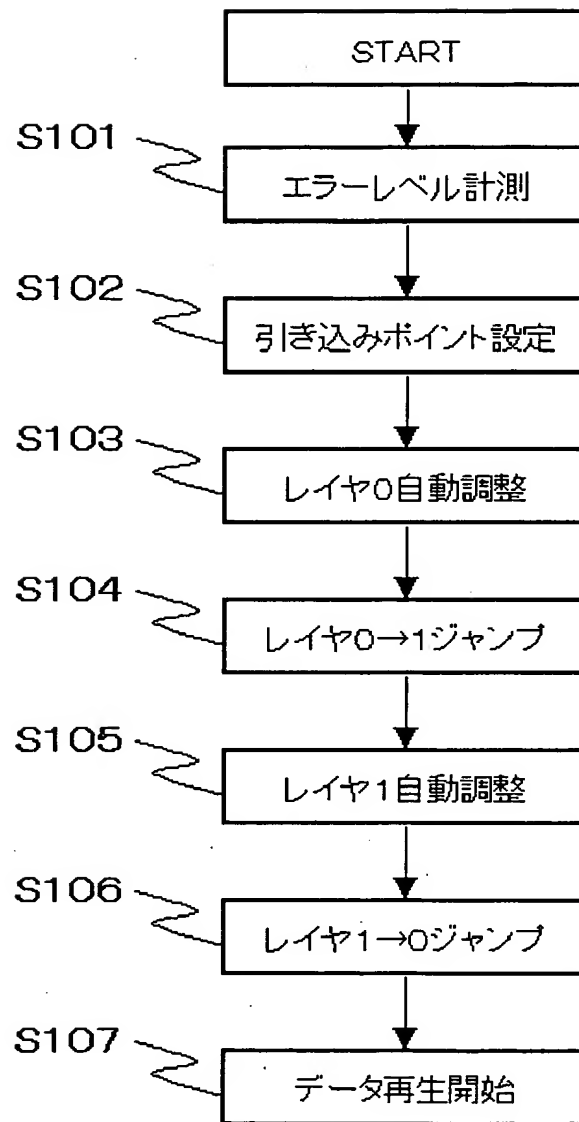 START
S101
エラーレベル計測
S102
引き込みポイント設定
S103
レイヤ0自動調整
S104
レイヤ0→1ジャンプ
S105
レイヤ1自動調整
S106
レイヤ1→0ジャンプ
S107
データ再生開始